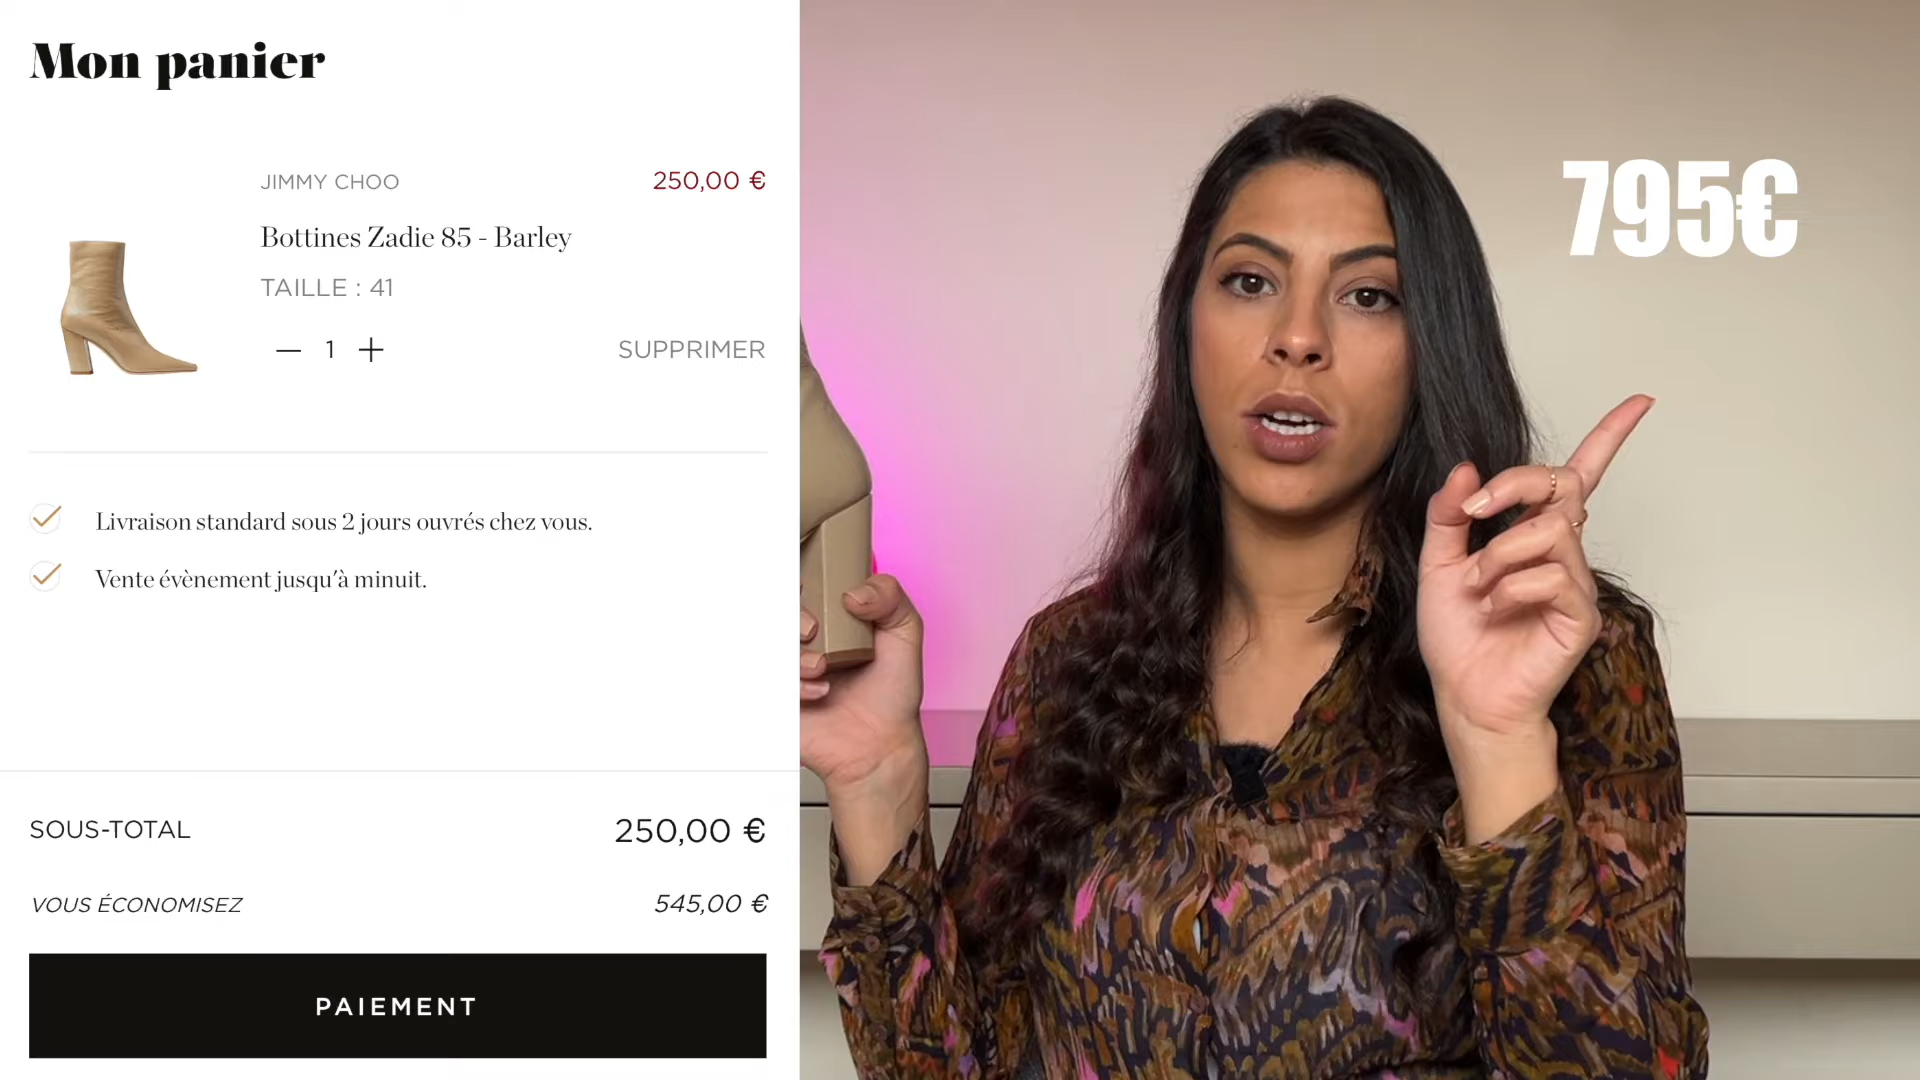 Mon panier
JIMMY CHOO
250,00 €
Bottines Zadie 85 - Barley
TAILLE : 41
— 1 +
SUPPRIMER
Livraison standard sous 2 jours ouvrés chez vous.
Vente évènement jusqu'à minuit.
SOUS-TOTAL
250,00 €
VOUS ÉCONOMISEZ
545,00 €
PAIEMENT
795€